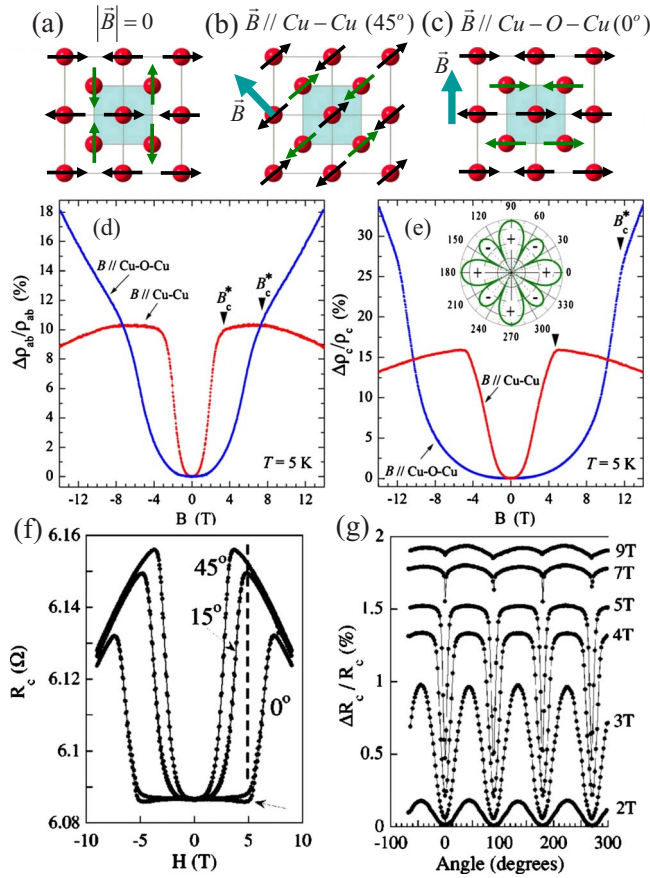 (a) |B⃗| = 0
(b) B⃗ // Cu − Cu (45°)
(c) B⃗ // Cu − O − Cu (0°)
B⃗
B⃗
(d)
18
16
14
12
10
8
6
4
2
0
Δρab/ρab (%)
B // Cu-O-Cu
B // Cu-Cu
B*c
B*c
T = 5 K
-12 -8 -4 0 4 8 12
B (T)
(e)
30
25
20
15
10
5
0
Δρc/ρc (%)
90
120 60
150 30
180 0
210 330
240 300
270
+
- -
+ +
- -
+
B*c
B // Cu-Cu
B // Cu-O-Cu
T = 5 K
-12 -8 -4 0 4 8 12
B (T)
(f)
6.16
6.14
6.12
6.1
6.08
Rc (Ω)
45°
15°
0°
-10 -5 0 5 10
H (T)
(g)
2
1.5
1
0.5
0
ΔRc / Rc (%)
9T
7T
5T
4T
3T
2T
-100 0 100 200 300
Angle (degrees)